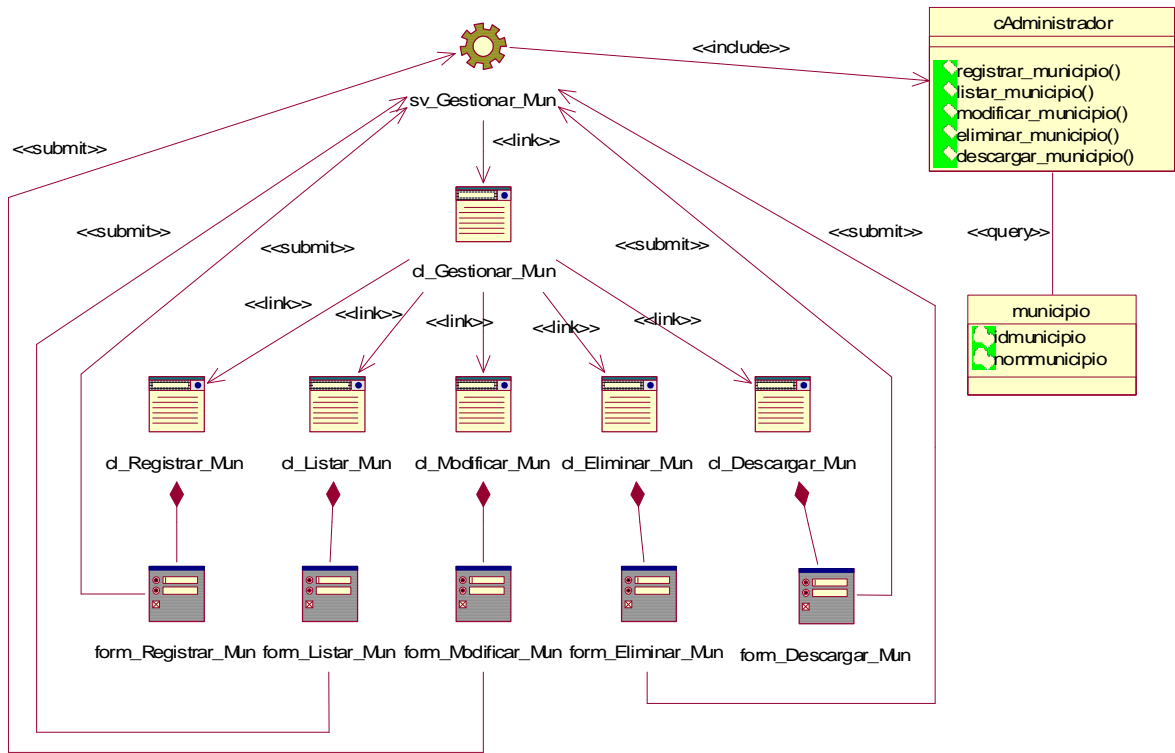 cAdministrador
<<include>>
registrar_municipio()
listar_municipio()
modificar_municipio()
eliminar_municipio()
descargar_municipio()
sv_Gestionar_Mun
<<submit>>
<<link>>
<<submit>>
<<submit>>
<<submit>>
<<submit>>
<<query>>
cl_Gestionar_Mun
<<link>>
<<link>>
<<link>>
<<link>>
<<link>>
municipio
idmunicipio
nommunicipio
cl_Registrar_Mun
cl_Listar_Mun
cl_Modificar_Mun
cl_Eliminar_Mun
cl_Descargar_Mun
form_Registrar_Mun
form_Listar_Mun
form_Modificar_Mun
form_Eliminar_Mun
form_Descargar_Mun